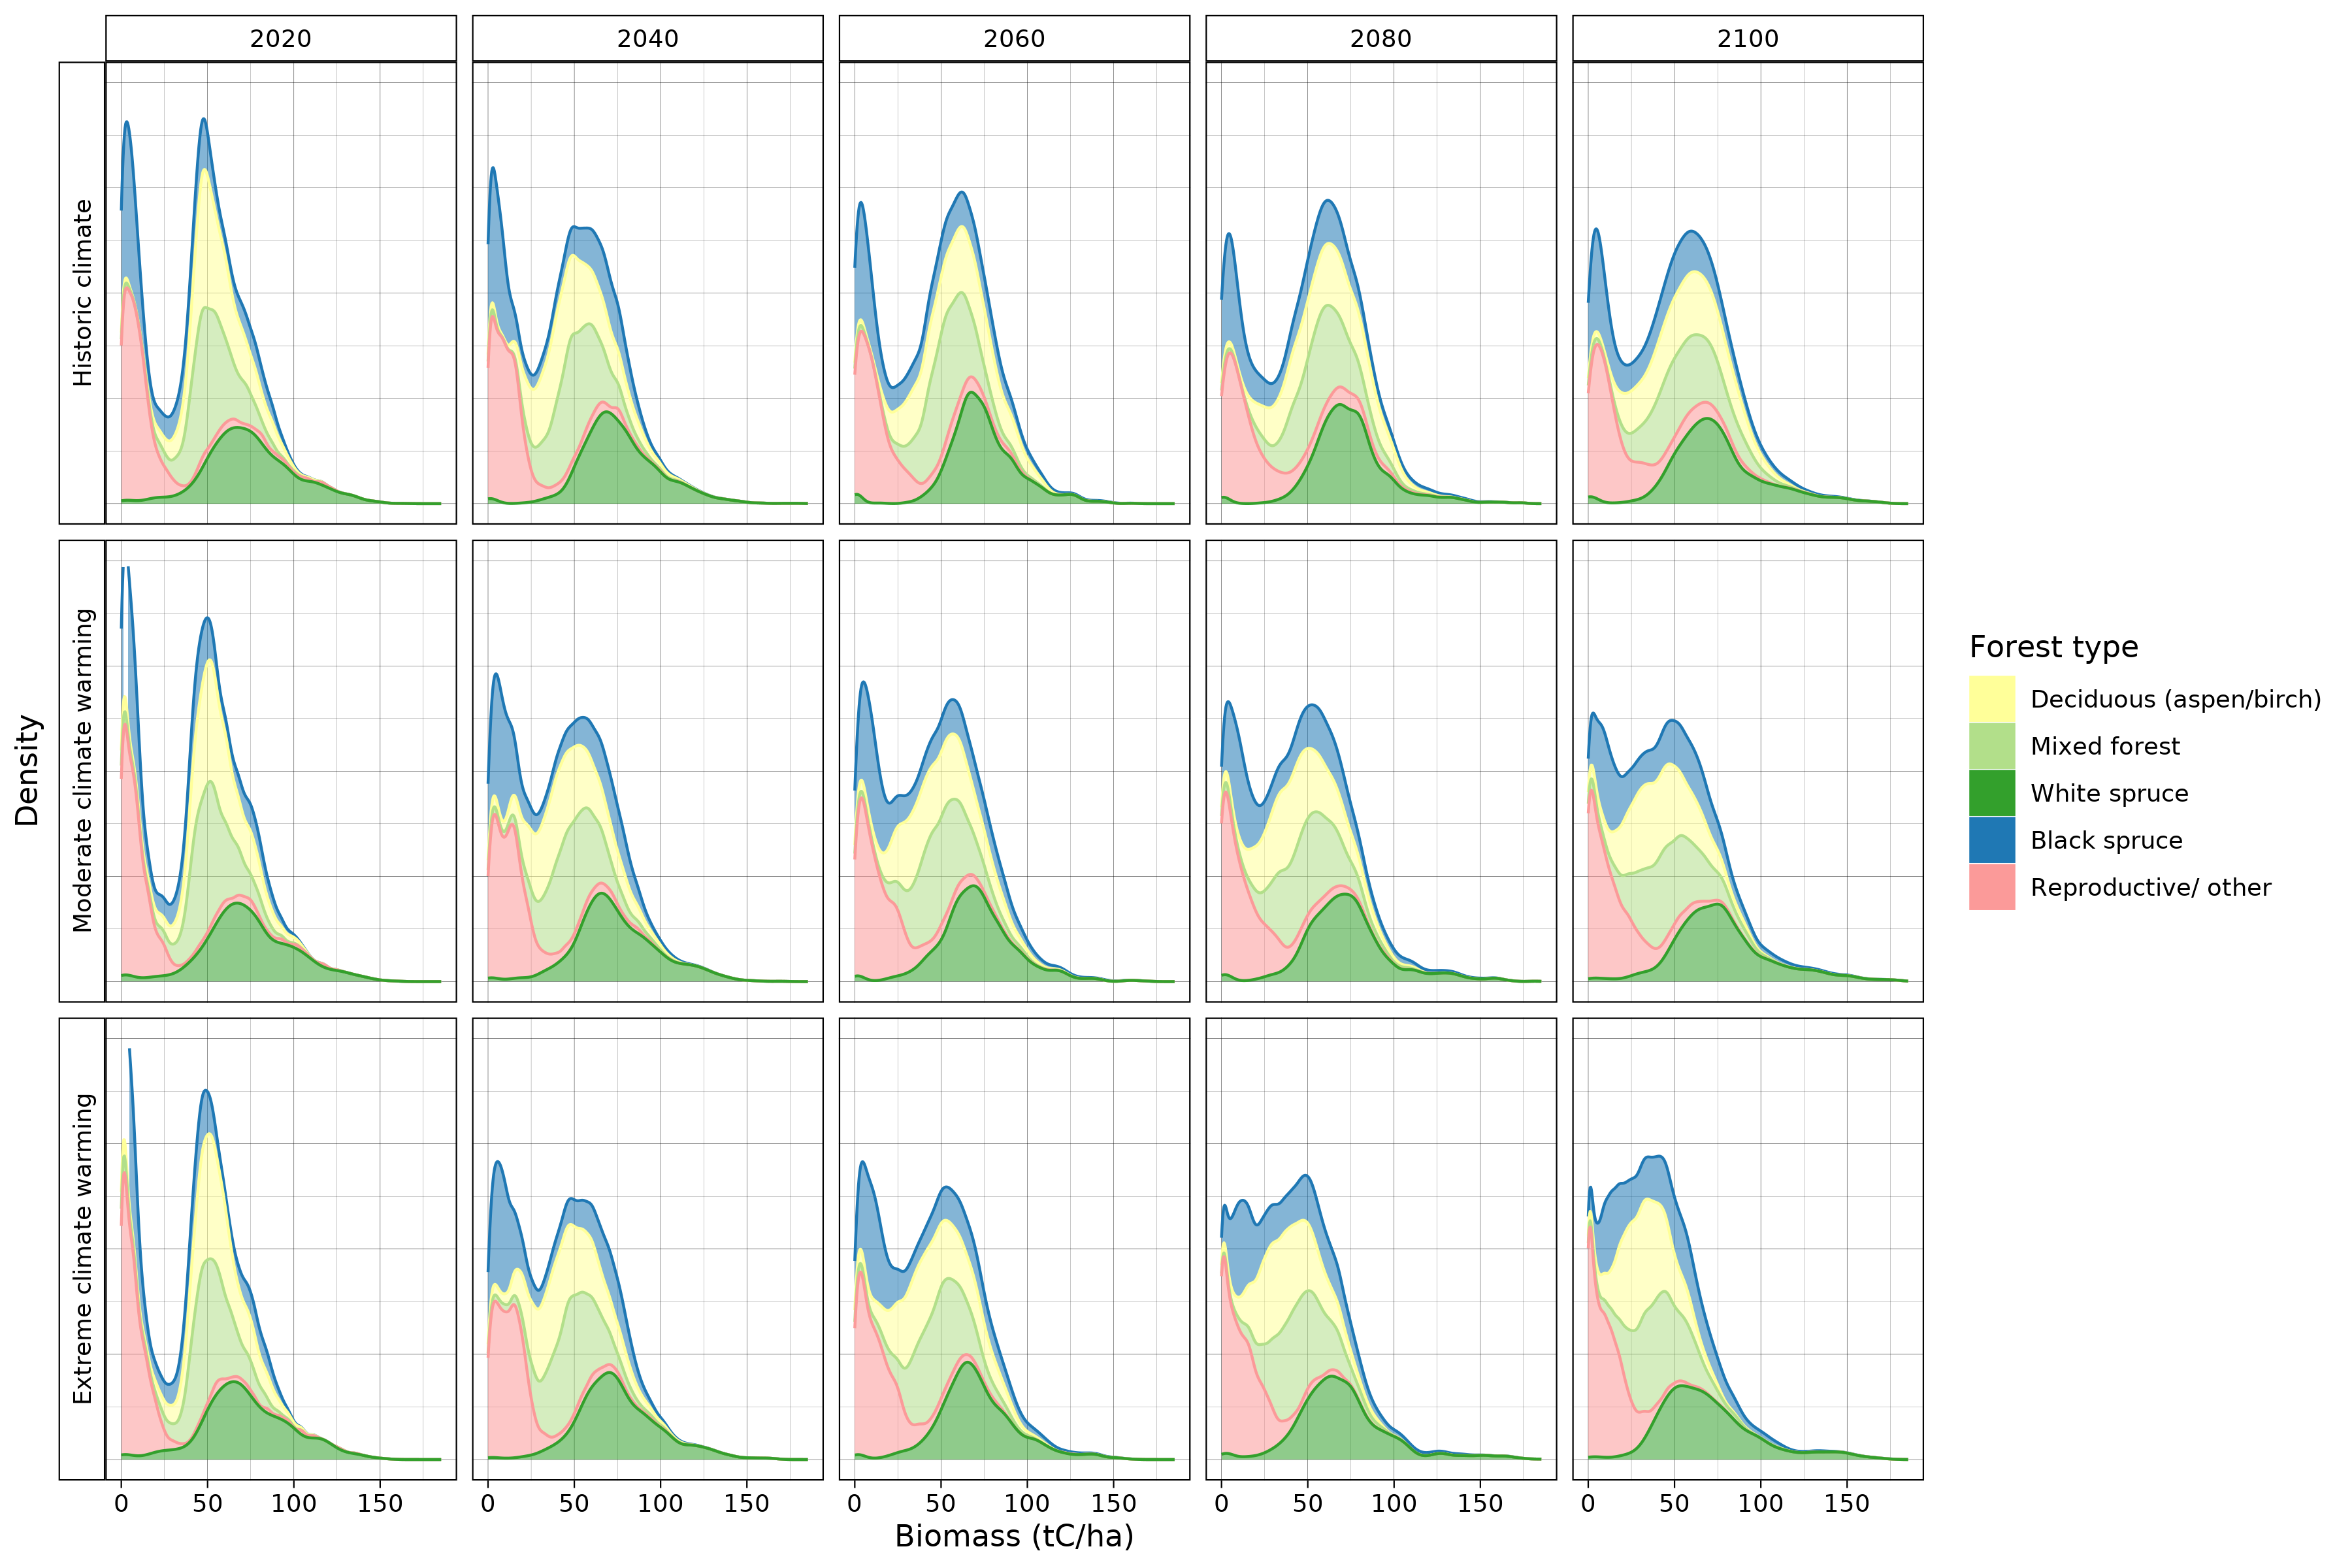 2020 2040 2060 2080 2100
Historic climate
Moderate climate warming
Extreme climate warming
Density
0 50 100 150 0 50 100 150 0 50 100 150 0 50 100 150 0 50 100 150
Biomass (tC/ha)
Forest type
Deciduous (aspen/birch)
Mixed forest
White spruce
Black spruce
Reproductive/ other